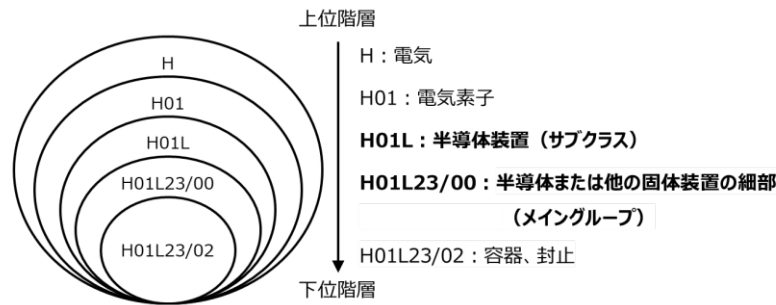 上位階層
H
H01
H01L
H01L23/00
H01L23/02
H：電気
H01：電気素子
H01L：半導体装置（サブクラス）
H01L23/00：半導体または他の固体装置の細部
（メイングループ）
H01L23/02：容器、封止
下位階層